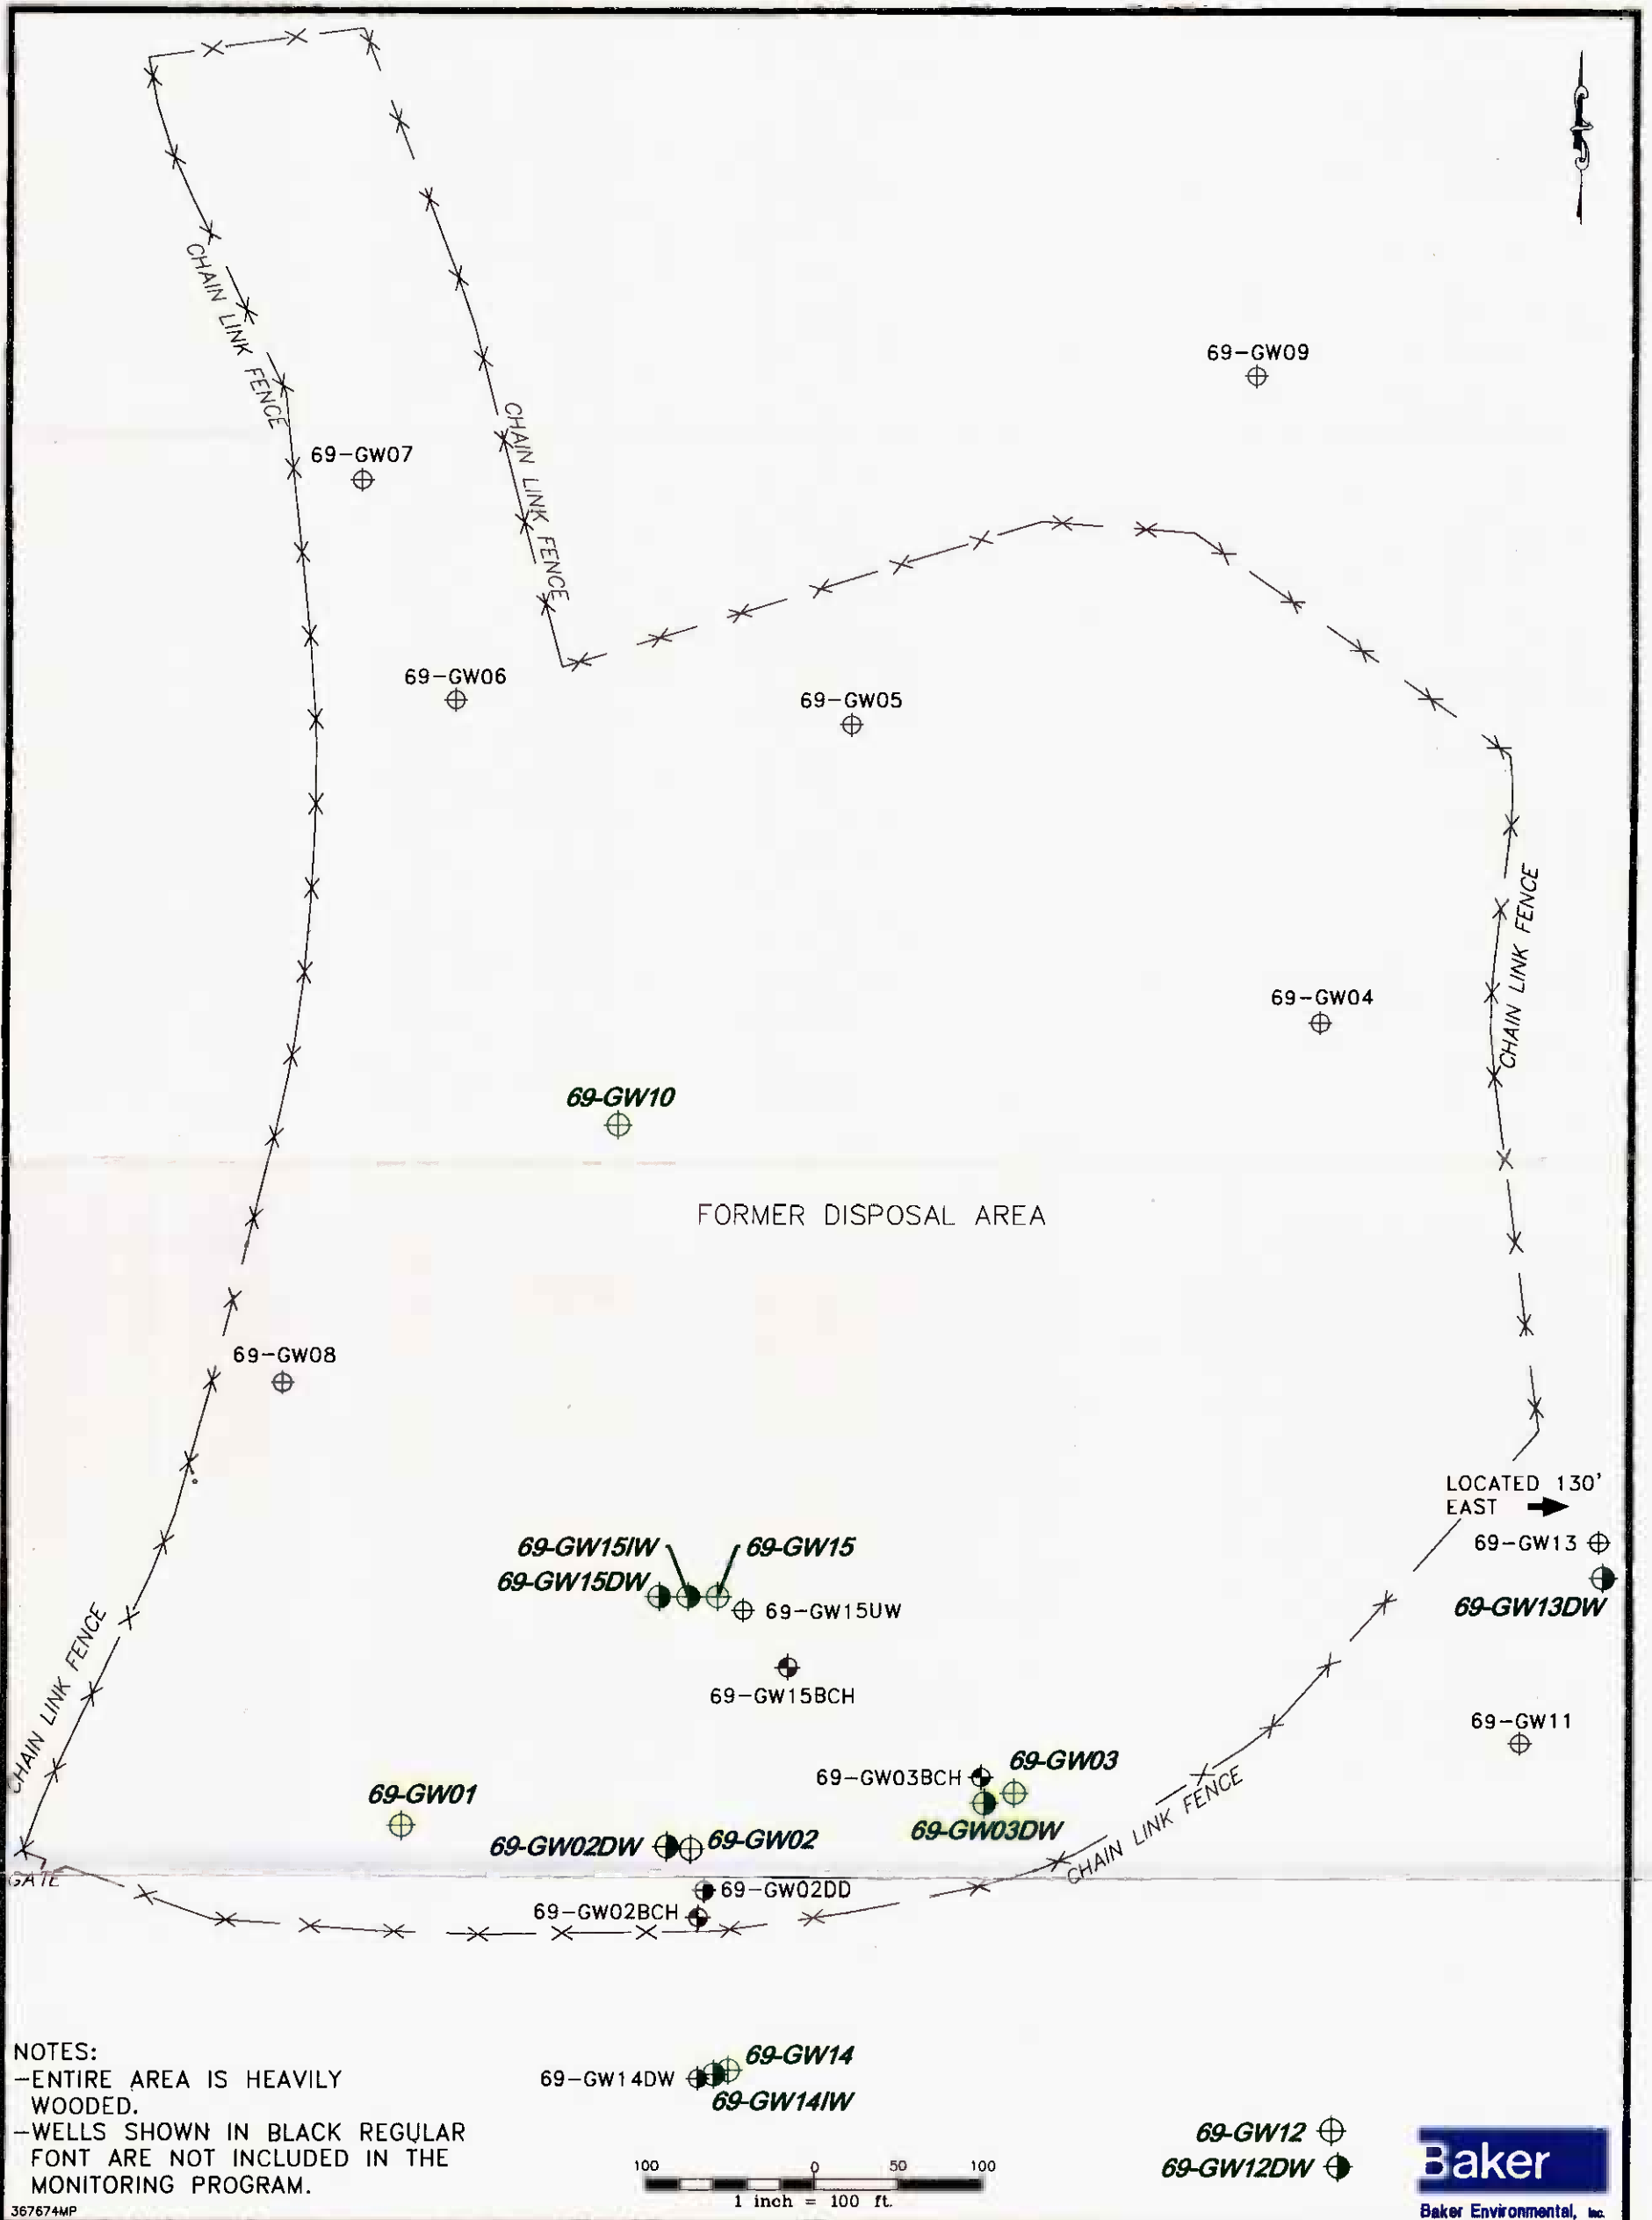 CHAIN LINK FENCE
69-GW09
69-GW07
CHAIN LINK FENCE
69-GW06
69-GW05
CHAIN LINK FENCE
69-GW04
69-GW10
FORMER DISPOSAL AREA
69-GW08
LOCATED 130'
EAST
69-GW13
69-GW13DW
69-GW15IW
69-GW15
69-GW15DW
69-GW15UW
69-GW15BCH
CHAIN LINK FENCE
69-GW11
69-GW03BCH
69-GW03
69-GW03DW
CHAIN LINK FENCE
69-GW01
69-GW02DW
69-GW02
GATE
69-GW02DD
69-GW02BCH
69-GW14
69-GW14DW
69-GW14IW
NOTES:
-ENTIRE AREA IS HEAVILY
WOODED.
-WELLS SHOWN IN BLACK REGULAR
FONT ARE NOT INCLUDED IN THE
MONITORING PROGRAM.
367674MP
100 0 50 100
1 inch = 100 ft.
69-GW12
69-GW12DW
Baker
Baker Environmental, Inc.